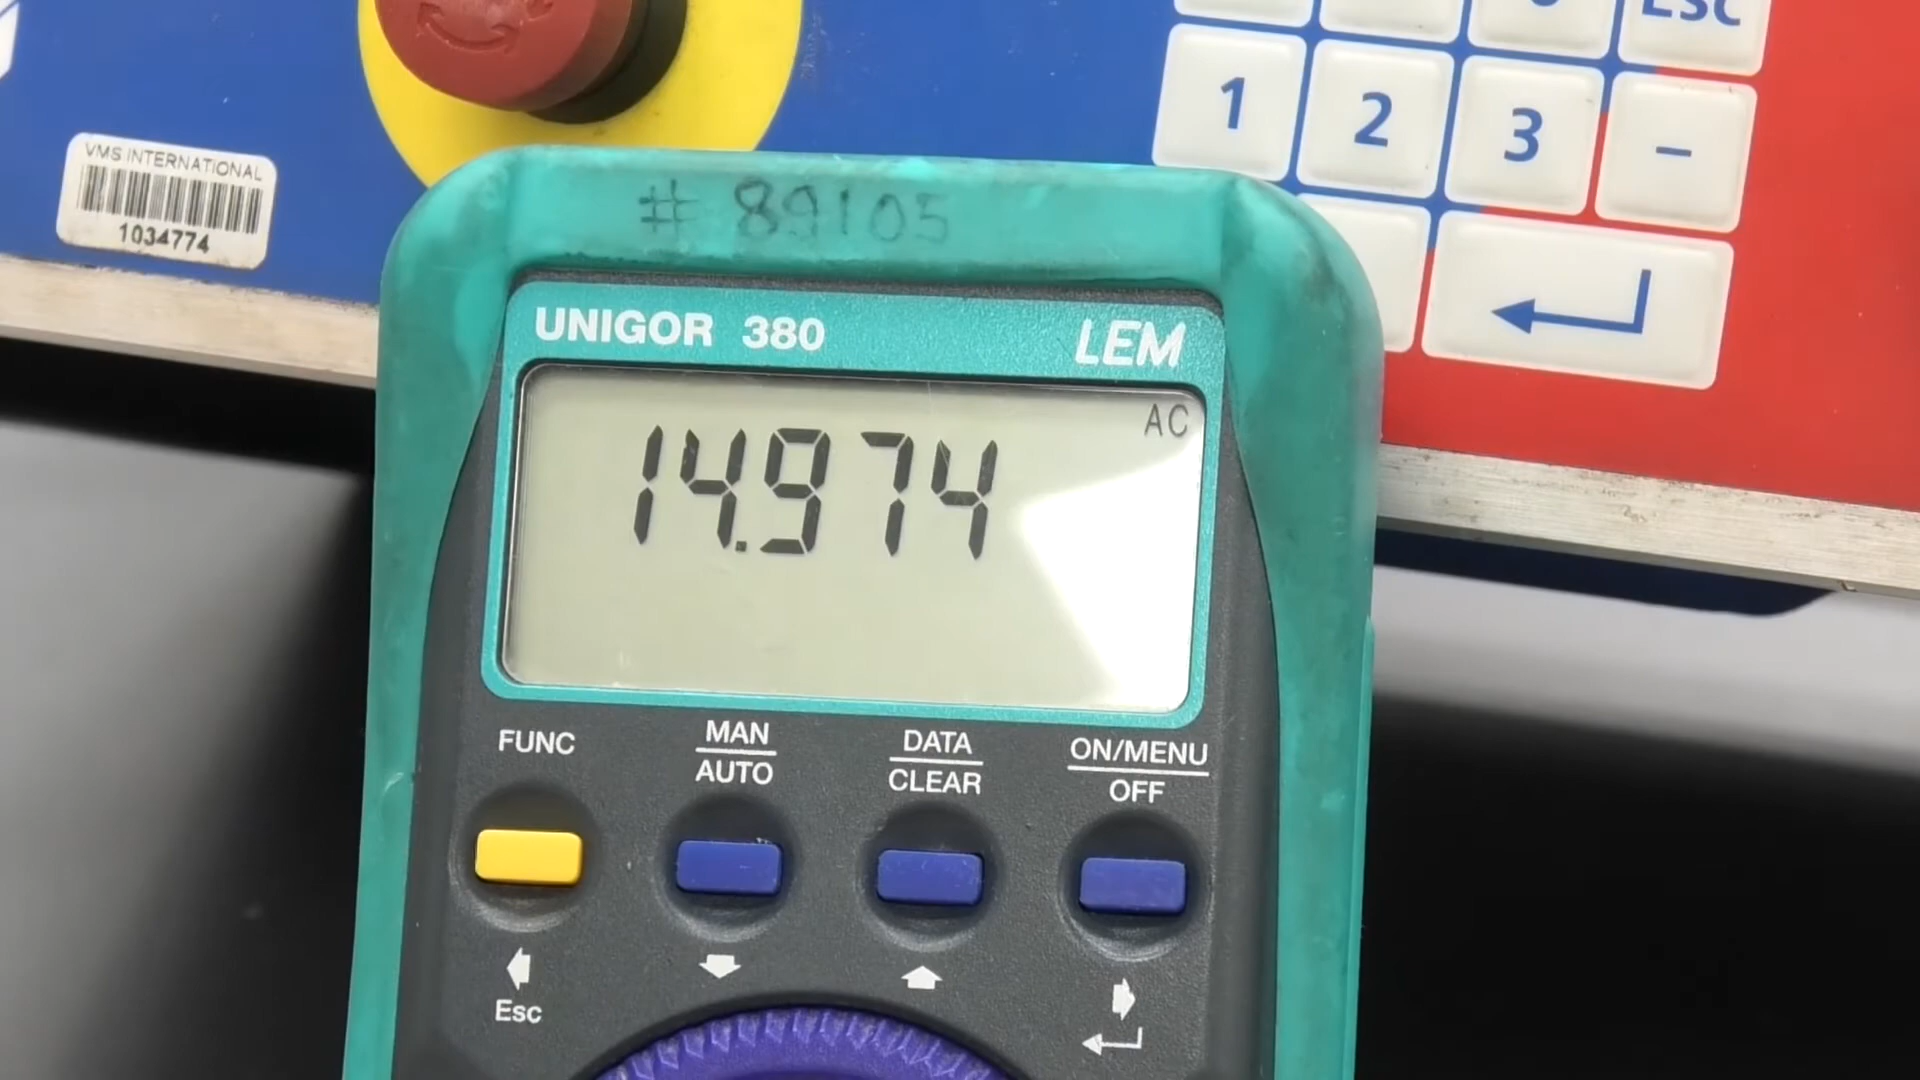 ESC
1 2 3 –
VMS INTERNATIONAL
1034774
# 89105
UNIGOR 380
LEM
AC
14.974
FUNC
MAN
AUTO
DATA
CLEAR
ON/MENU
OFF
Esc